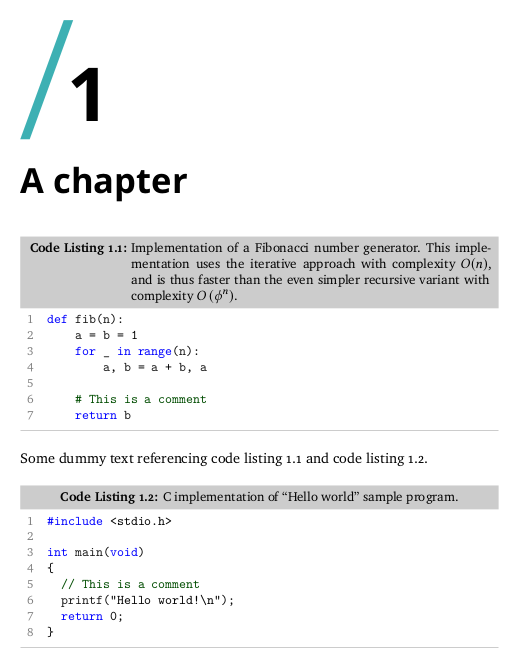 /1
A chapter
Code Listing 1.1: Implementation of a Fibonacci number generator. This imple-
mentation uses the iterative approach with complexity O(n),
and is thus faster than the even simpler recursive variant with
complexity O (ϕⁿ).
1 def fib(n):
2     a = b = 1
3     for _ in range(n):
4         a, b = a + b, a
5
6     # This is a comment
7     return b
Some dummy text referencing code listing 1.1 and code listing 1.2.
Code Listing 1.2: C implementation of “Hello world” sample program.
1 #include <stdio.h>
2
3 int main(void)
4 {
5   // This is a comment
6   printf("Hello world!\n");
7   return 0;
8 }